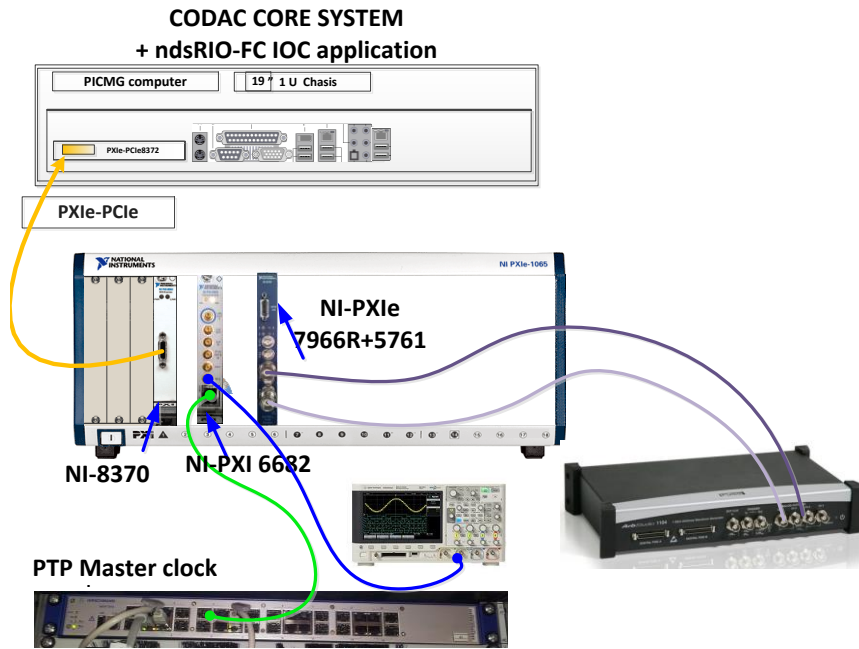 CODAC CORE SYSTEM
+ ndsRIO-FC IOC application
PICMG computer
19 " 1 U Chasis
PXIe-PCIe8372
PXIe-PCIe
NATIONAL
INSTRUMENTS
NI PXIe-1065
NI-PXIe
7966R+5761
PXI
NI-8370
NI-PXI 6682
PTP Master clock